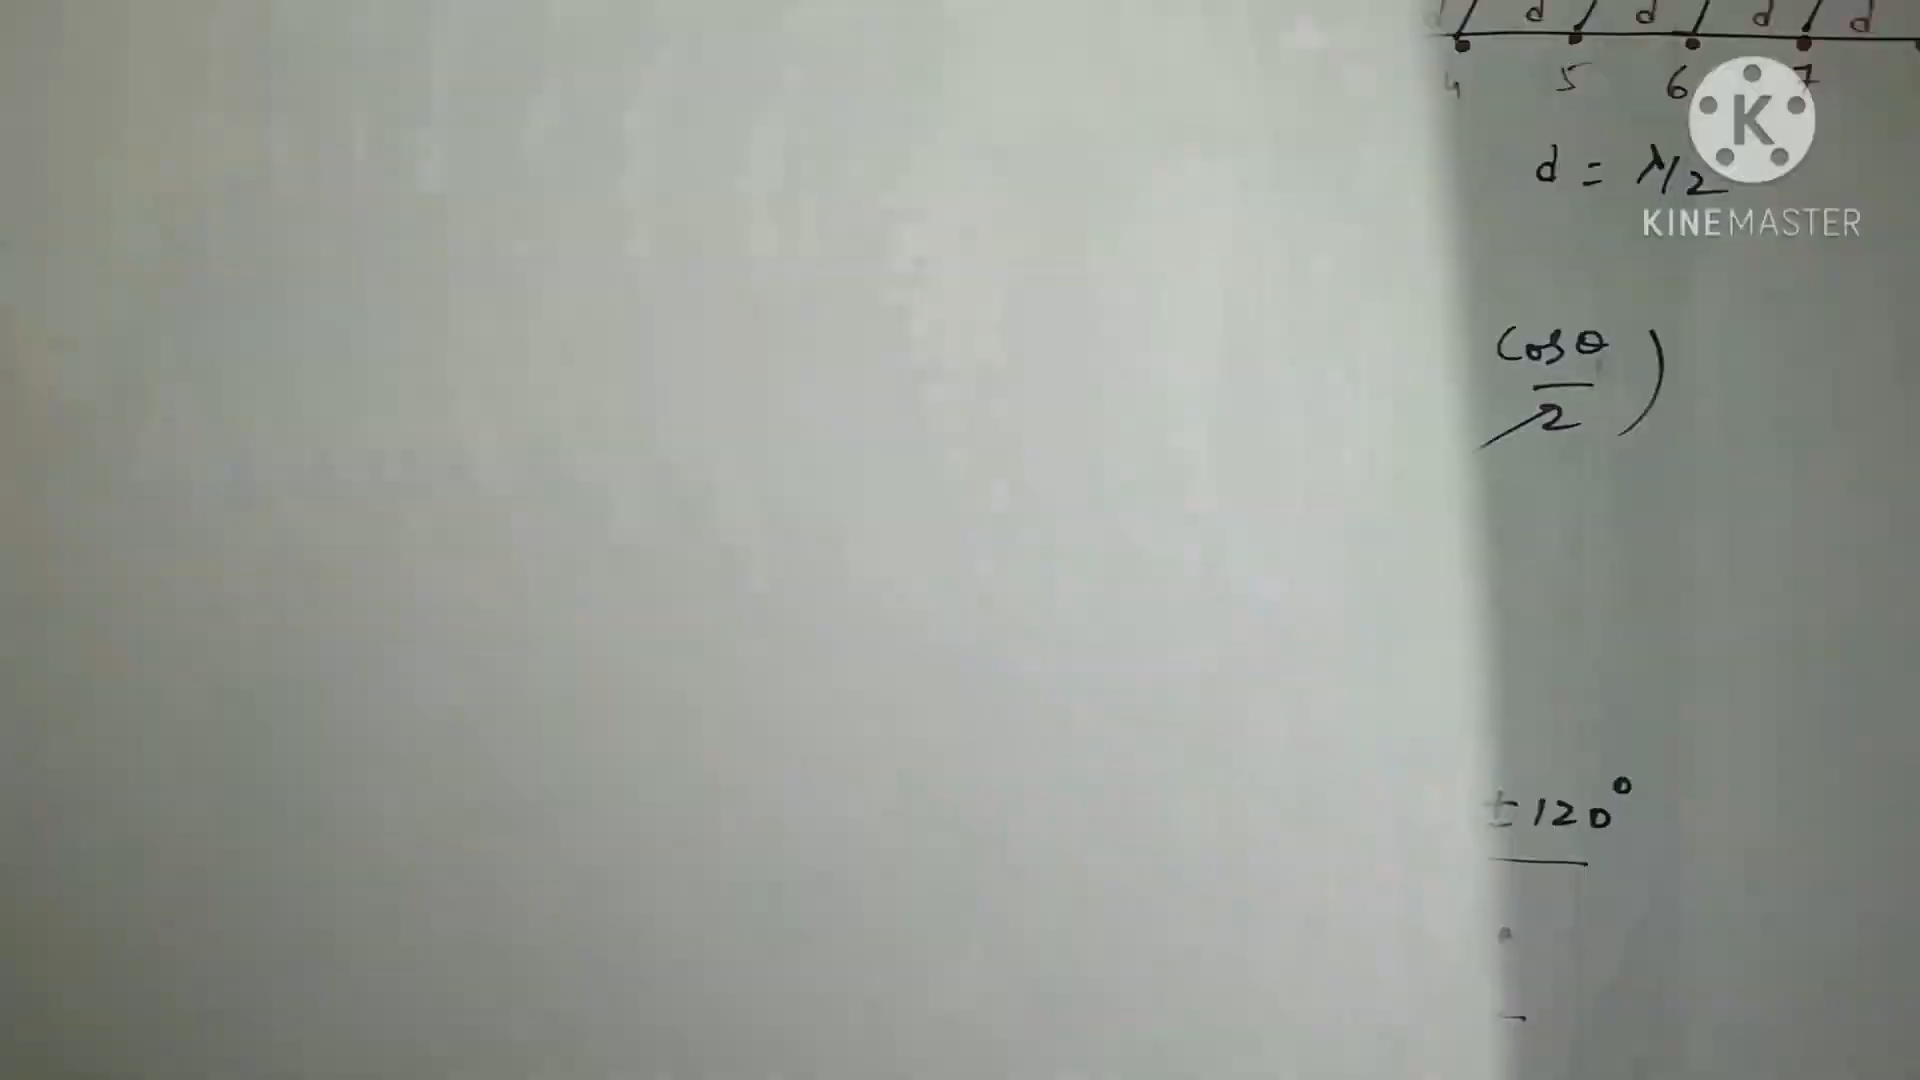 d d d d d
4 5 6 7
d = λ/2
K
KINEMASTER
Cosθ
2 )
± 120°